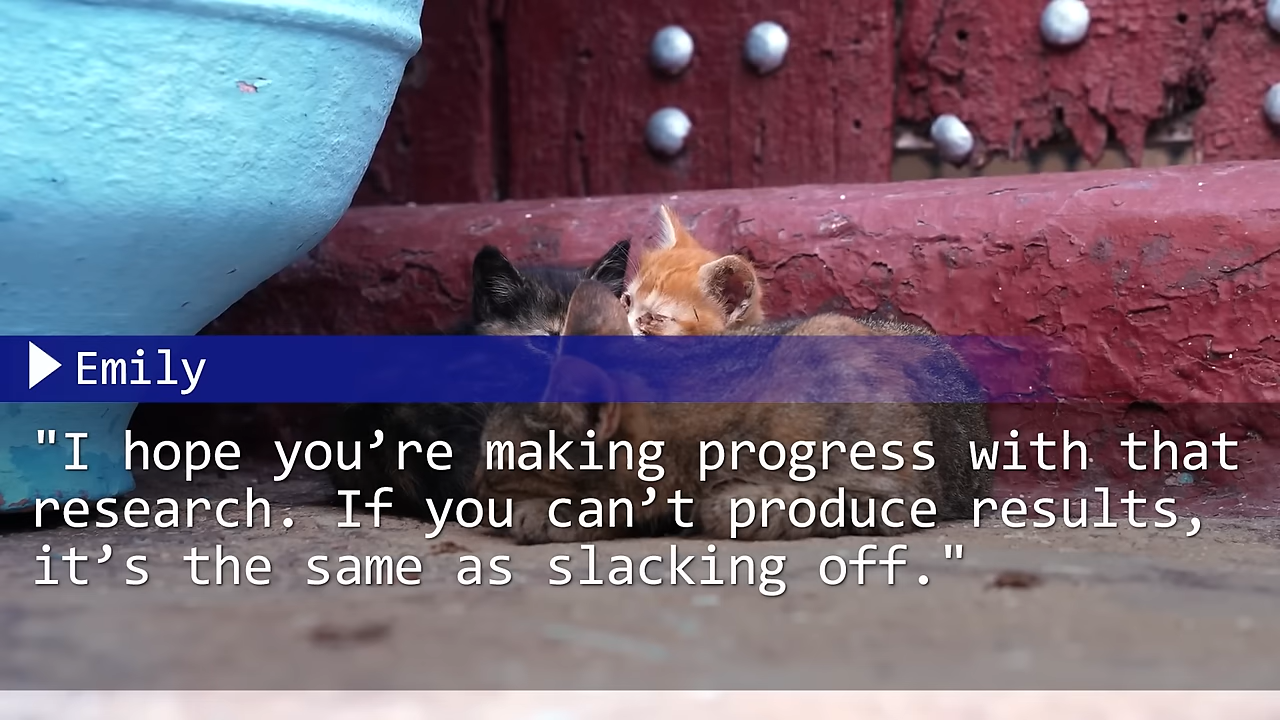 Emily
"I hope you’re making progress with that
research. If you can’t produce results,
it’s the same as slacking off."